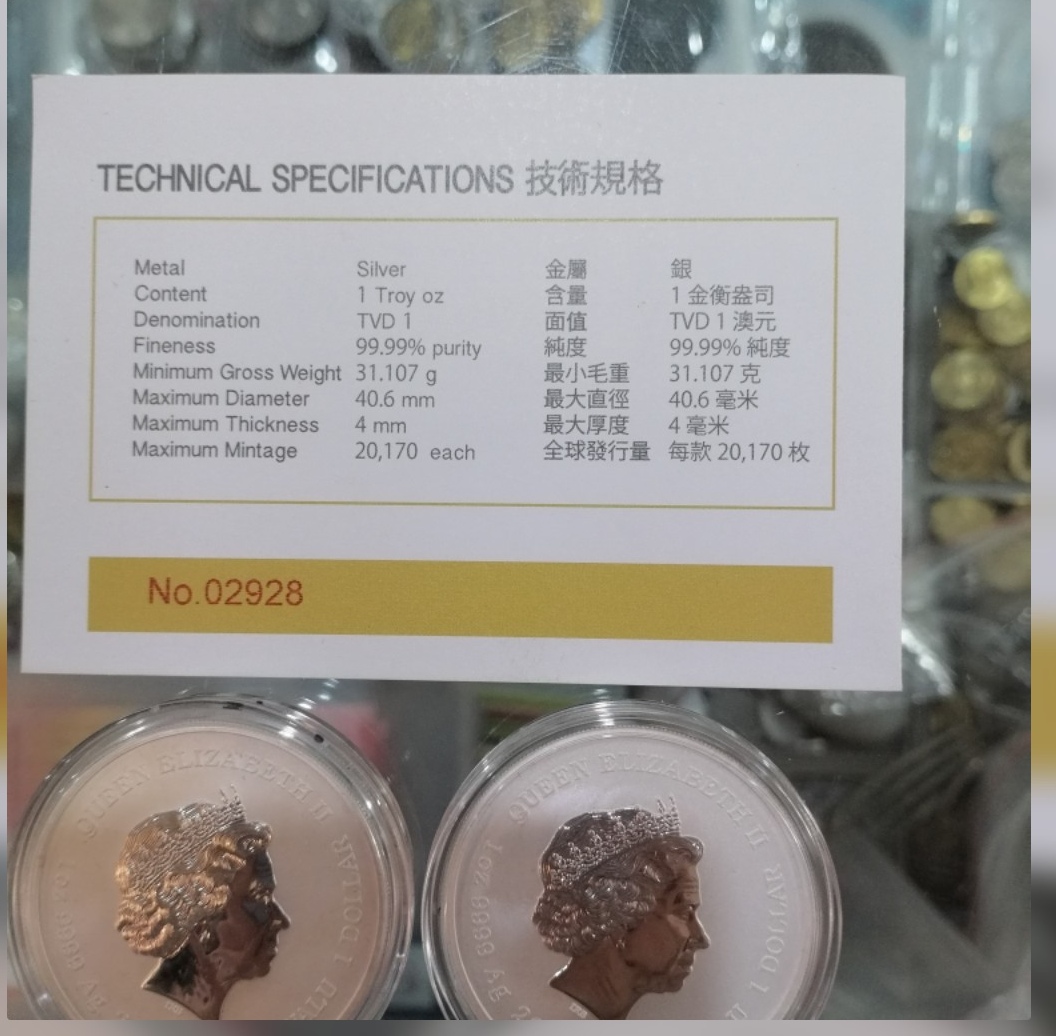 TECHNICAL SPECIFICATIONS 技術規格
Metal Silver 金屬 銀
Content 1 Troy oz 含量 1 金衡盎司
Denomination TVD 1 面值 TVD 1 澳元
Fineness 99.99% purity 純度 99.99% 純度
Minimum Gross Weight 31.107 g 最小毛重 31.107 克
Maximum Diameter 40.6 mm 最大直徑 40.6 毫米
Maximum Thickness 4 mm 最大厚度 4 毫米
Maximum Mintage 20,170 each 全球發行量 每款 20,170 枚
No.02928
QUEEN ELIZABETH II
1 DOLLAR
QUEEN ELIZABETH II
1 DOLLAR
1oz 9999 Ag